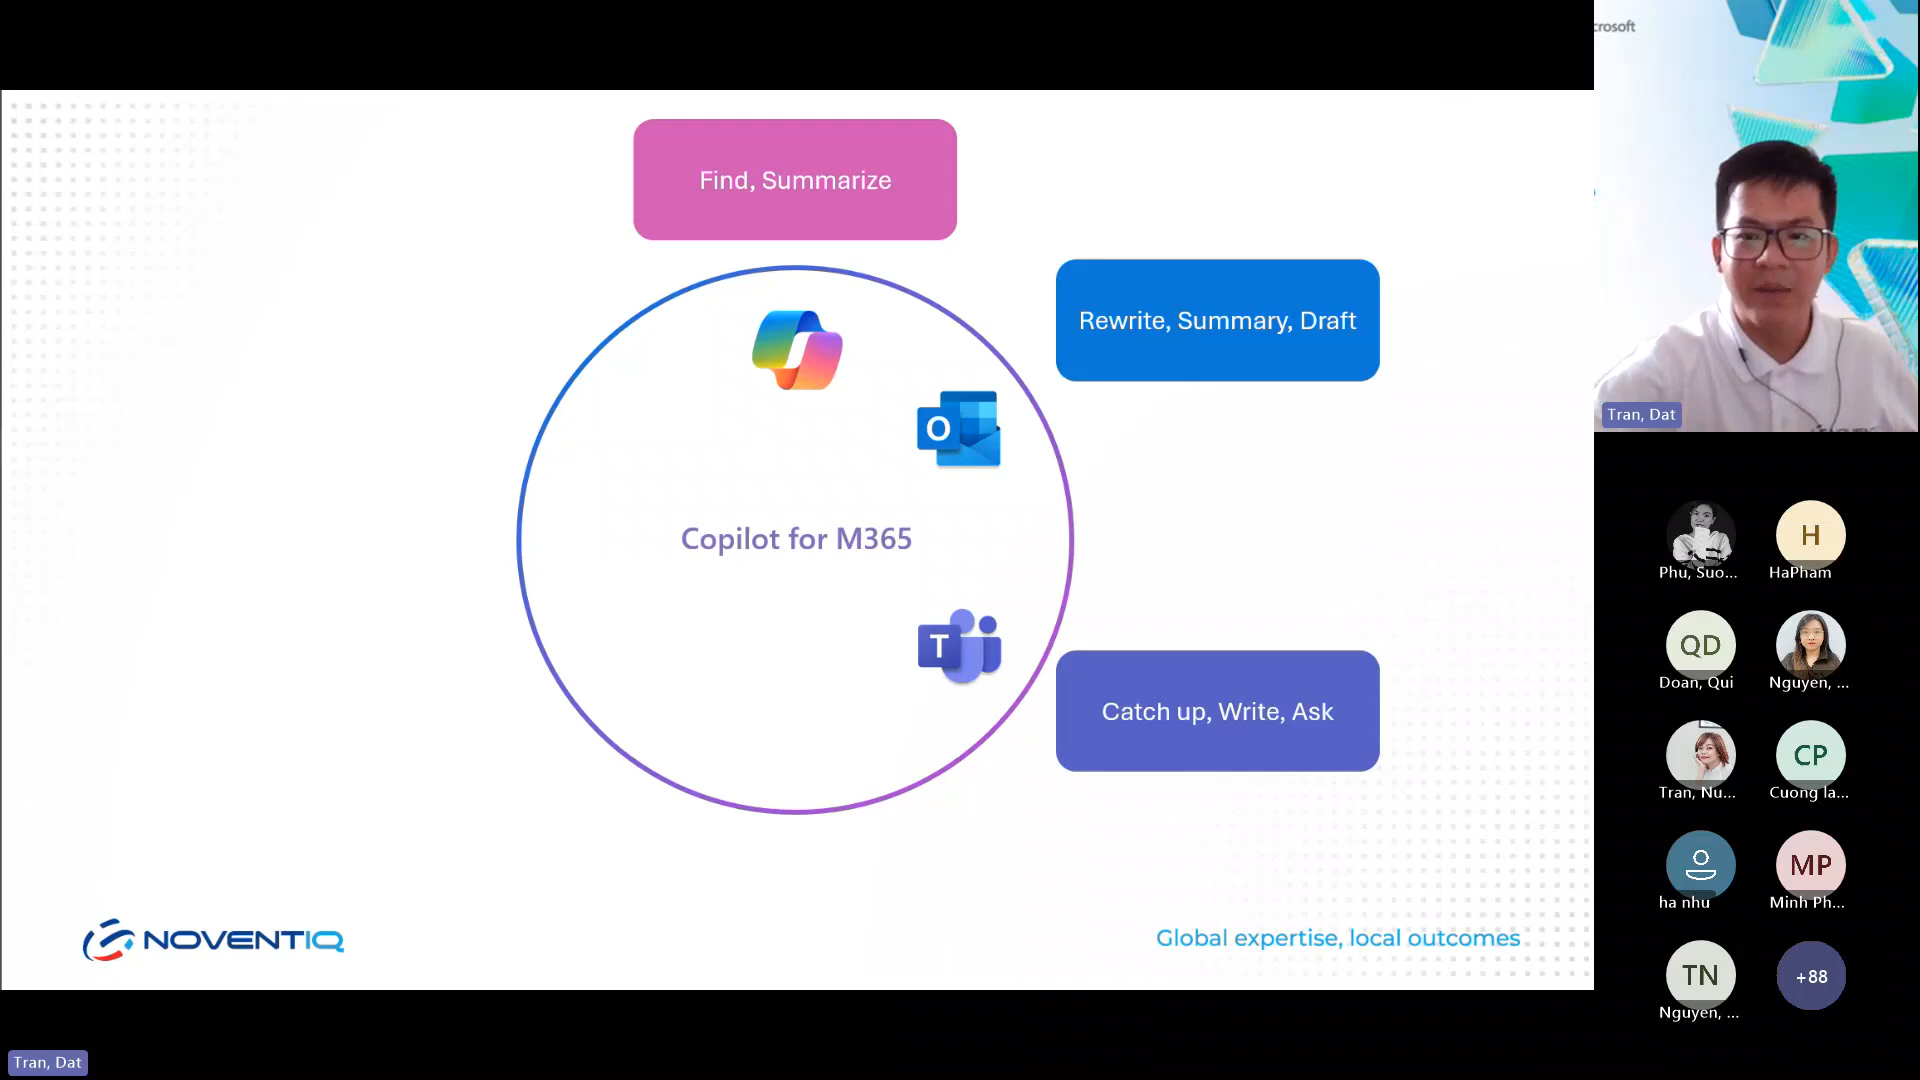 crosoft
Find, Summarize
Rewrite, Summary, Draft
O
Copilot for M365
T
Catch up, Write, Ask
NOVENTIQ
Global expertise, local outcomes
Tran, Dat
Phu, Suo...
H
HaPham
QD
Doan, Qui
Nguyen, ...
Tran, Nu...
CP
Cuong la...
ha nhu
MP
Minh Ph...
TN
Nguyen, ...
+88
Tran, Dat